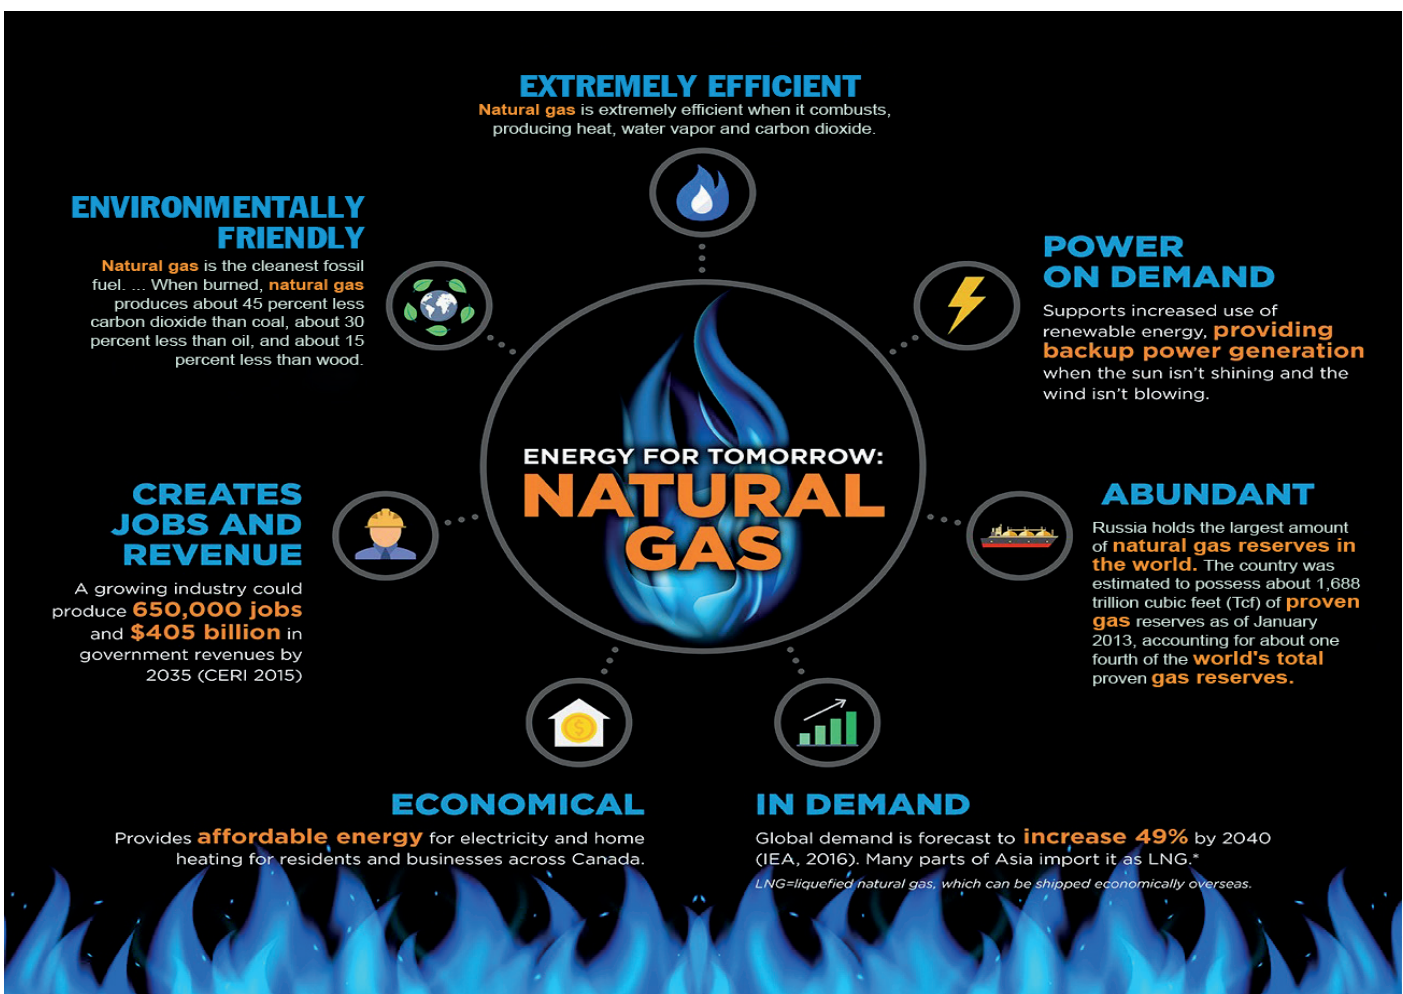 EXTREMELY EFFICIENT
Natural gas is extremely efficient when it combusts,
producing heat, water vapor and carbon dioxide.
ENVIRONMENTALLY
FRIENDLY
Natural gas is the cleanest fossil
fuel. ... When burned, natural gas
produces about 45 percent less
carbon dioxide than coal, about 30
percent less than oil, and about 15
percent less than wood.
POWER
ON DEMAND
Supports increased use of
renewable energy, providing
backup power generation
when the sun isn't shining and the
wind isn't blowing.
ENERGY FOR TOMORROW:
NATURAL
GAS
CREATES
JOBS AND
REVENUE
A growing industry could
produce 650,000 jobs
and $405 billion in
government revenues by
2035 (CERI 2015)
ABUNDANT
Russia holds the largest amount
of natural gas reserves in
the world. The country was
estimated to possess about 1,688
trillion cubic feet (Tcf) of proven
gas reserves as of January
2013, accounting for about one
fourth of the world's total
proven gas reserves.
$
ECONOMICAL
Provides affordable energy for electricity and home
heating for residents and businesses across Canada.
IN DEMAND
Global demand is forecast to increase 49% by 2040
(IEA, 2016). Many parts of Asia import it as LNG.*
LNG=liquefied natural gas, which can be shipped economically overseas.